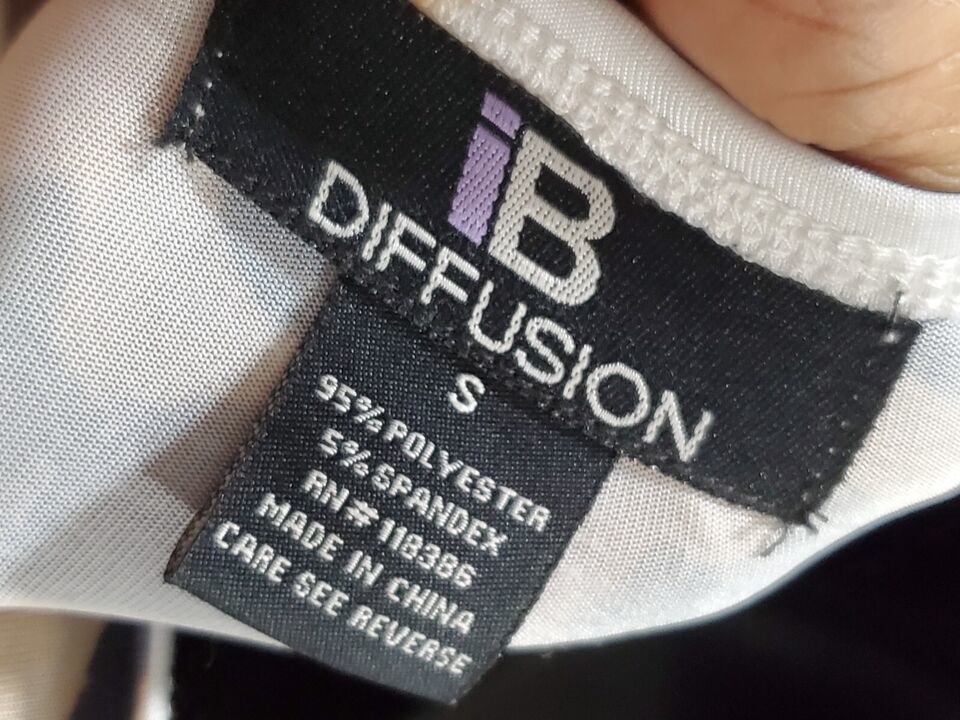 iB
DIFFUSION
S
95% POLYESTER
5% SPANDEX
RN# 118386
MADE IN CHINA
CARE SEE REVERSE